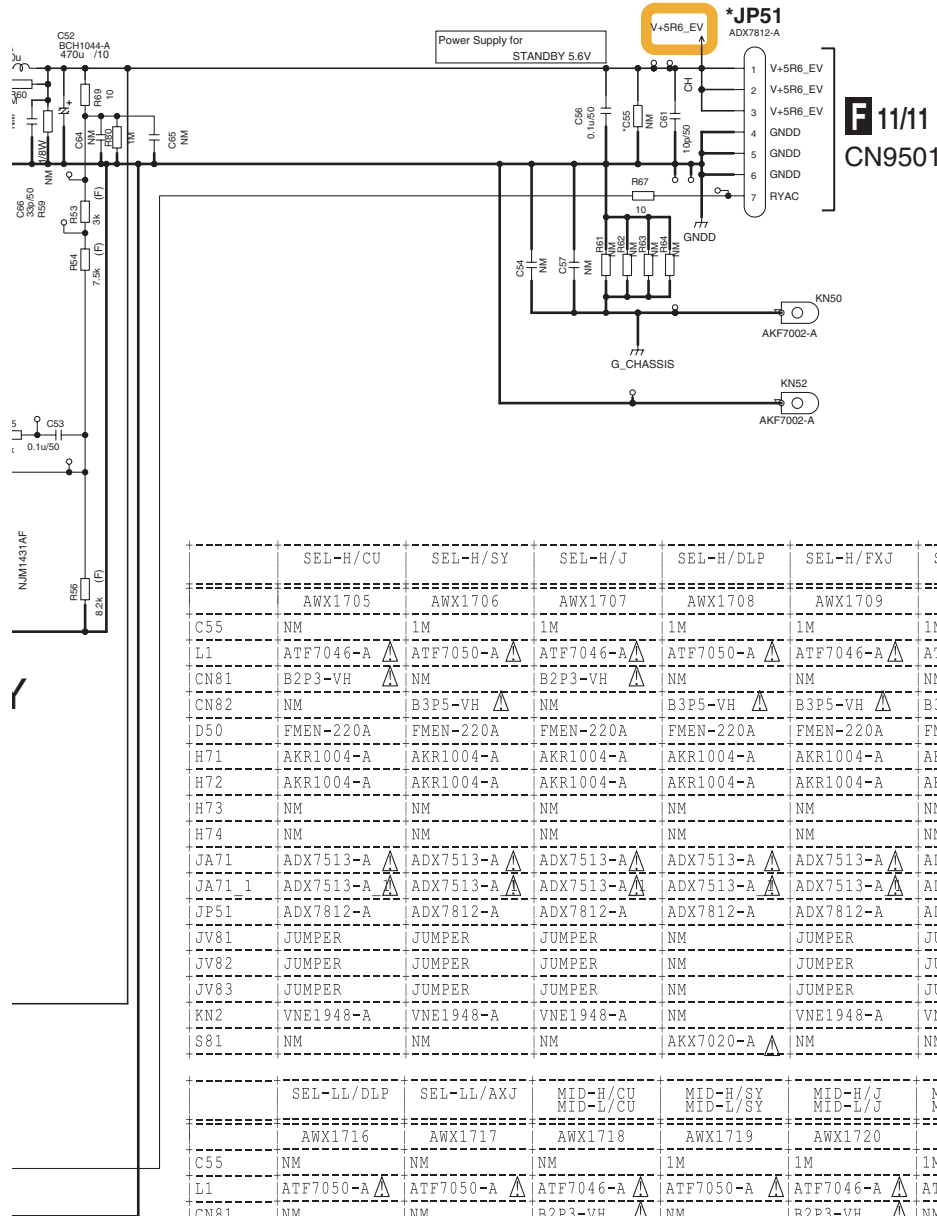 V+5R6_EV
*JP51
ADX7812-A
C52
BCH1044-A
470u /10
Power Supply for
STANDBY 5.6V
1 V+5R6_EV
2 V+5R6_EV
3 V+5R6_EV
4 GNDD
5 GNDD
6 GNDD
7 RYAC
F 11/11
CN9501
R60
R69
10
C64
NM
R80
1M
C65
NM
1/8W
NM
C66
33p/50
R59
R53
3k (F)
R54
7.5k (F)
C56
0.1u/50
*C55
NM
C61
CH
10p/50
R67
10
GNDD
C54
NM
C57
NM
R61
NM
R62
NM
R63
NM
R64
NM
KN50
AKF7002-A
G_CHASSIS
KN52
AKF7002-A
C53
0.1u/50
NJM1431AF
R56
8.2k (F)
SEL-H/CU SEL-H/SY SEL-H/J SEL-H/DLP SEL-H/FXJ
AWX1705 AWX1706 AWX1707 AWX1708 AWX1709
C55 NM 1M 1M 1M 1M
L1 ATF7046-A ATF7050-A ATF7046-A ATF7050-A ATF7046-A
CN81 B2P3-VH NM B2P3-VH NM NM
CN82 NM B3P5-VH NM B3P5-VH B3P5-VH
D50 FMEN-220A FMEN-220A FMEN-220A FMEN-220A FMEN-220A
H71 AKR1004-A AKR1004-A AKR1004-A AKR1004-A AKR1004-A
H72 AKR1004-A AKR1004-A AKR1004-A AKR1004-A AKR1004-A
H73 NM NM NM NM NM
H74 NM NM NM NM NM
JA71 ADX7513-A ADX7513-A ADX7513-A ADX7513-A ADX7513-A
JA71_1 ADX7513-A ADX7513-A ADX7513-A ADX7513-A ADX7513-A
JP51 ADX7812-A ADX7812-A ADX7812-A ADX7812-A ADX7812-A
JV81 JUMPER JUMPER JUMPER NM JUMPER
JV82 JUMPER JUMPER JUMPER NM JUMPER
JV83 JUMPER JUMPER JUMPER NM JUMPER
KN2 VNE1948-A VNE1948-A VNE1948-A NM VNE1948-A
S81 NM NM NM AKX7020-A NM
SEL-LL/DLP SEL-LL/AXJ MID-H/CU MID-H/SY MID-H/J
MID-L/CU MID-L/SY MID-L/J
AWX1716 AWX1717 AWX1718 AWX1719 AWX1720
C55 NM NM NM 1M 1M
L1 ATF7050-A ATF7050-A ATF7046-A ATF7050-A ATF7046-A
CN81 NM NM B2P3-VH NM B2P3-VH